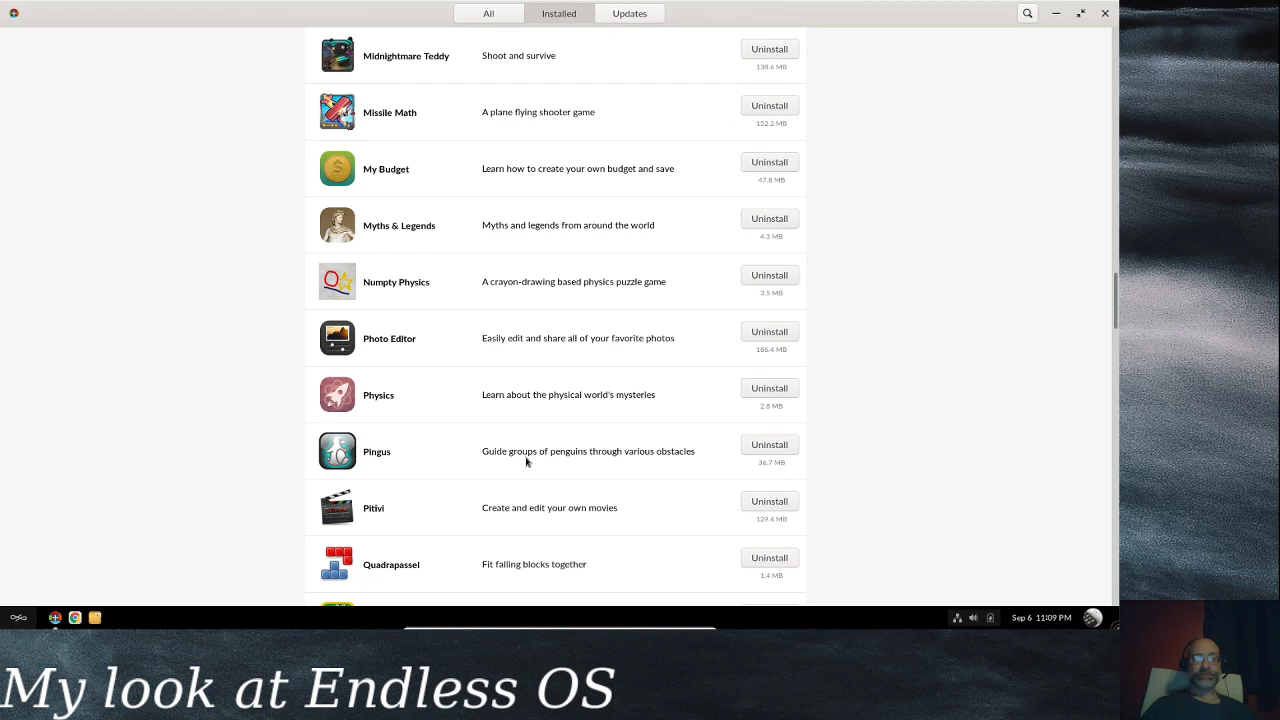 All Installed Updates
Midnightmare Teddy Shoot and survive Uninstall
138.6 MB
Missile Math A plane flying shooter game Uninstall
152.2 MB
My Budget Learn how to create your own budget and save Uninstall
47.8 MB
Myths & Legends Myths and legends from around the world Uninstall
4.3 MB
Numpty Physics A crayon-drawing based physics puzzle game Uninstall
3.5 MB
Photo Editor Easily edit and share all of your favorite photos Uninstall
186.4 MB
Physics Learn about the physical world's mysteries Uninstall
2.8 MB
Pingus Guide groups of penguins through various obstacles Uninstall
36.7 MB
Pitivi Create and edit your own movies Uninstall
129.4 MB
Quadrapassel Fit falling blocks together Uninstall
1.4 MB
Sep 6 11:09 PM
My look at Endless OS